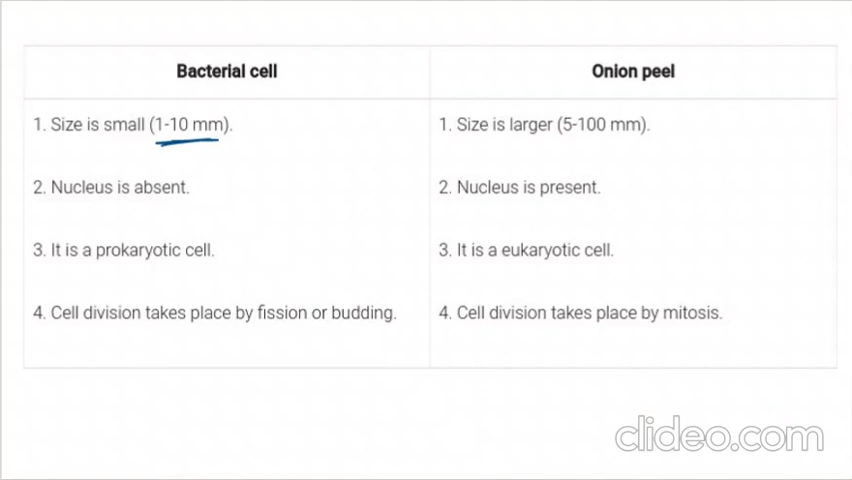 Bacterial cell
Onion peel
1. Size is small (1-10 mm).
1. Size is larger (5-100 mm).
2. Nucleus is absent.
2. Nucleus is present.
3. It is a prokaryotic cell.
3. It is a eukaryotic cell.
4. Cell division takes place by fission or budding.
4. Cell division takes place by mitosis.
clideo.com